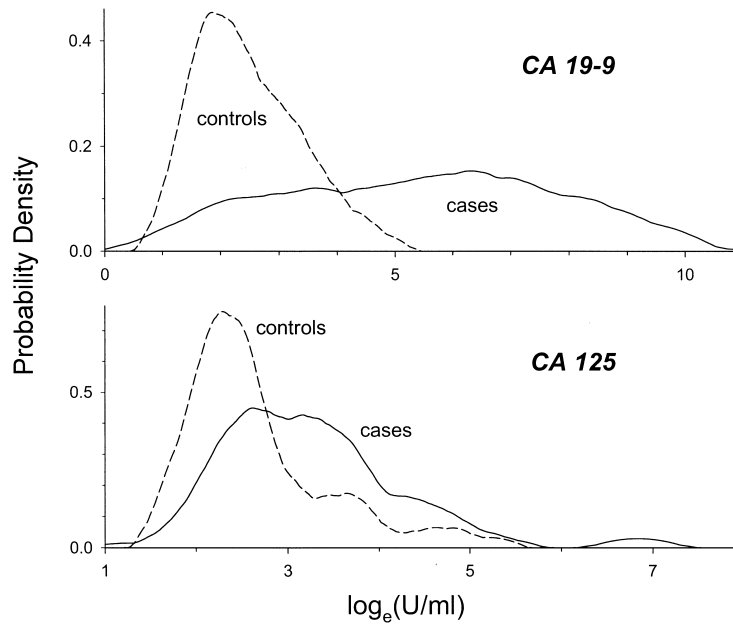 Probability Density
0.4
0.2
0.0
CA 19-9
controls
cases
0 5 10
0.5
0.0
controls
CA 125
cases
1 3 5 7
logₑ(U/ml)